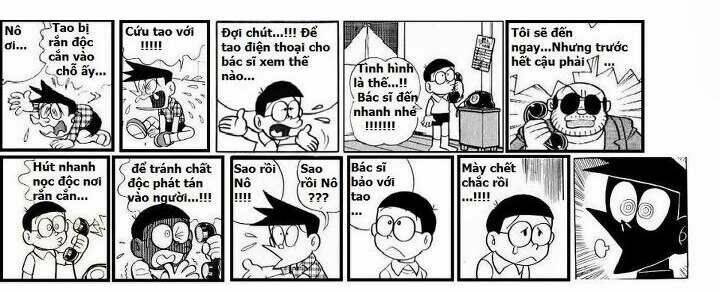 Nô
ơi...
Tao bị
rắn độc
cắn vào
chỗ ấy...
Cứu tao với
!!!!!
Đợi chút...!!! Để
tao điện thoại cho
bác sĩ xem thế
nào...
Tình hình
là thế...!!
Bác sĩ đến
nhanh nhé
!!!!!!!
Tôi sẽ đến
ngay...Nhưng trước
hết cậu phải ...
Hút nhanh
nọc độc nơi
rắn cắn...
để tránh chất
độc phát tán
vào người...!!!
Sao rồi
Nô
!!!!
Sao
rồi Nô
???
Bác sĩ
bảo với
tao
...
Mày chết
chắc rồi
....!!!!